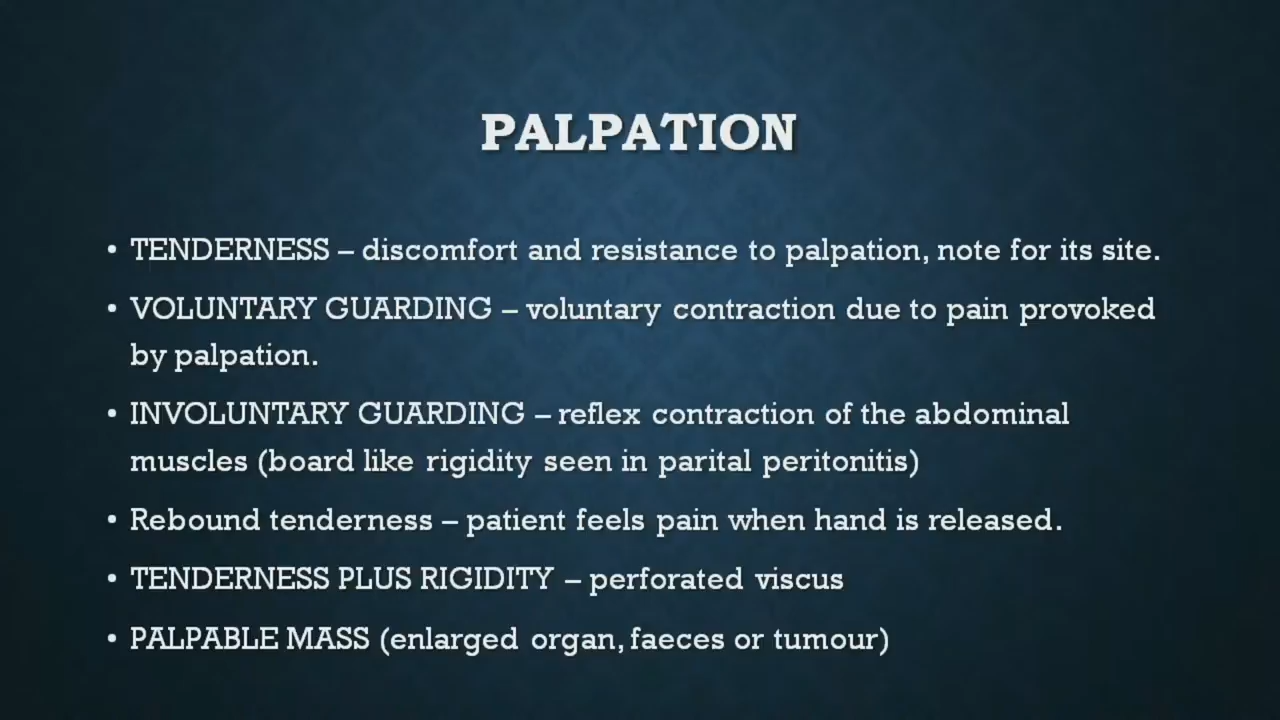 PALPATION
• TENDERNESS – discomfort and resistance to palpation, note for its site.
• VOLUNTARY GUARDING – voluntary contraction due to pain provoked
by palpation.
• INVOLUNTARY GUARDING – reflex contraction of the abdominal
muscles (board like rigidity seen in parital peritonitis)
• Rebound tenderness – patient feels pain when hand is released.
• TENDERNESS PLUS RIGIDITY – perforated viscus
• PALPABLE MASS (enlarged organ, faeces or tumour)